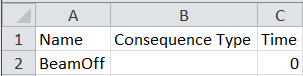 A B C
1 Name Consequence Type Time
2 BeamOff 0